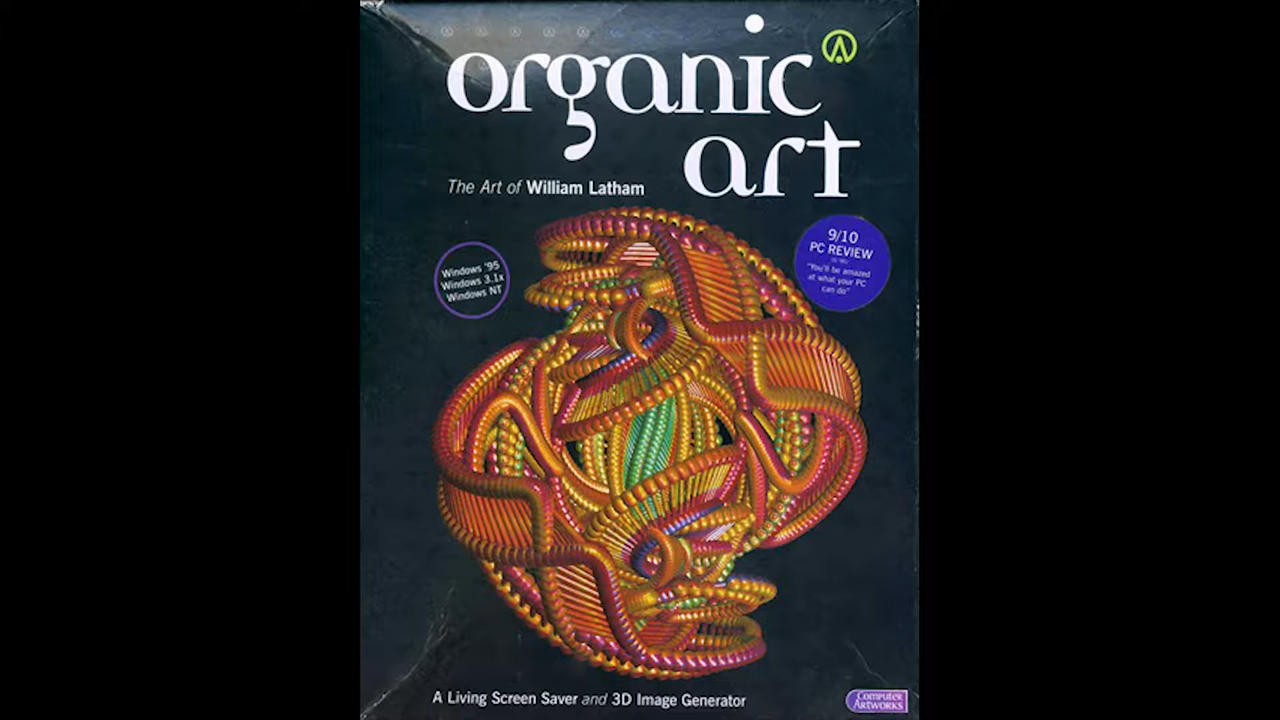 organic
art
The Art of William Latham
Windows '95
Windows 3.1x
Windows NT
9/10
PC REVIEW
"You'll be amazed
at what your PC
can do"
A Living Screen Saver and 3D Image Generator
Computer
Artworks